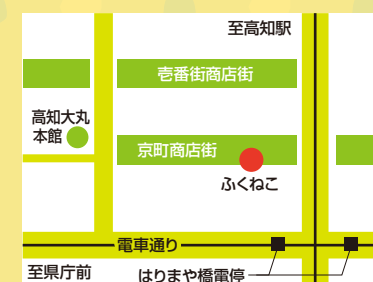 至高知駅
壱番街商店街
高知大丸
本館
京町商店街
ふくねこ
電車通り
至県庁前
はりまや橋電停